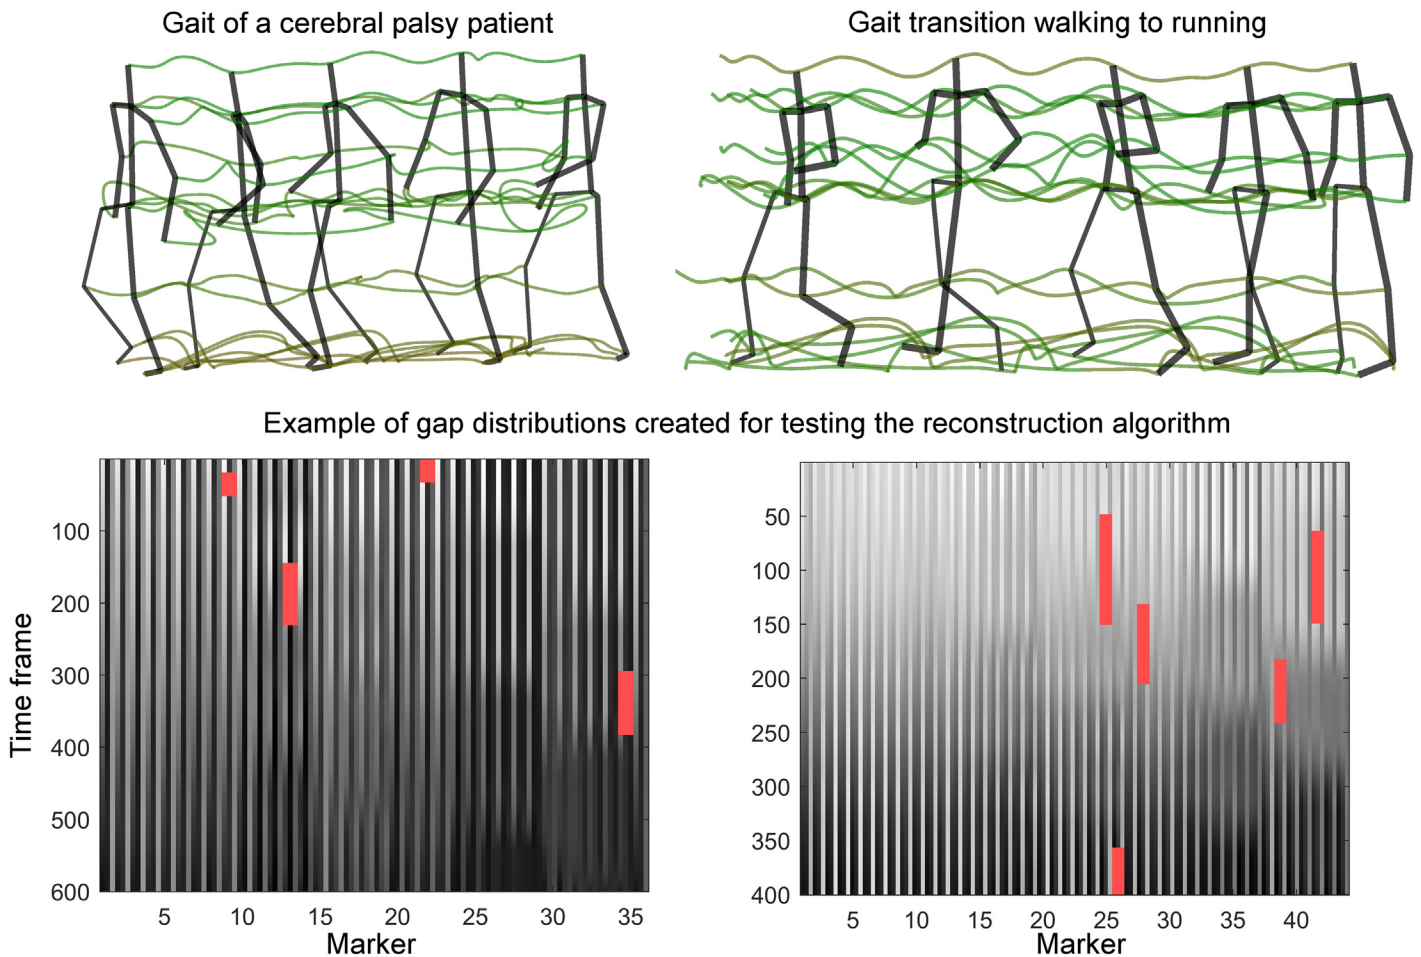 Gait of a cerebral palsy patient
Gait transition walking to running
Example of gap distributions created for testing the reconstruction algorithm
Time frame
100
200
300
400
500
600
5 10 15 20 25 30 35
Marker
50
100
150
200
250
300
350
400
5 10 15 20 25 30 35 40
Marker